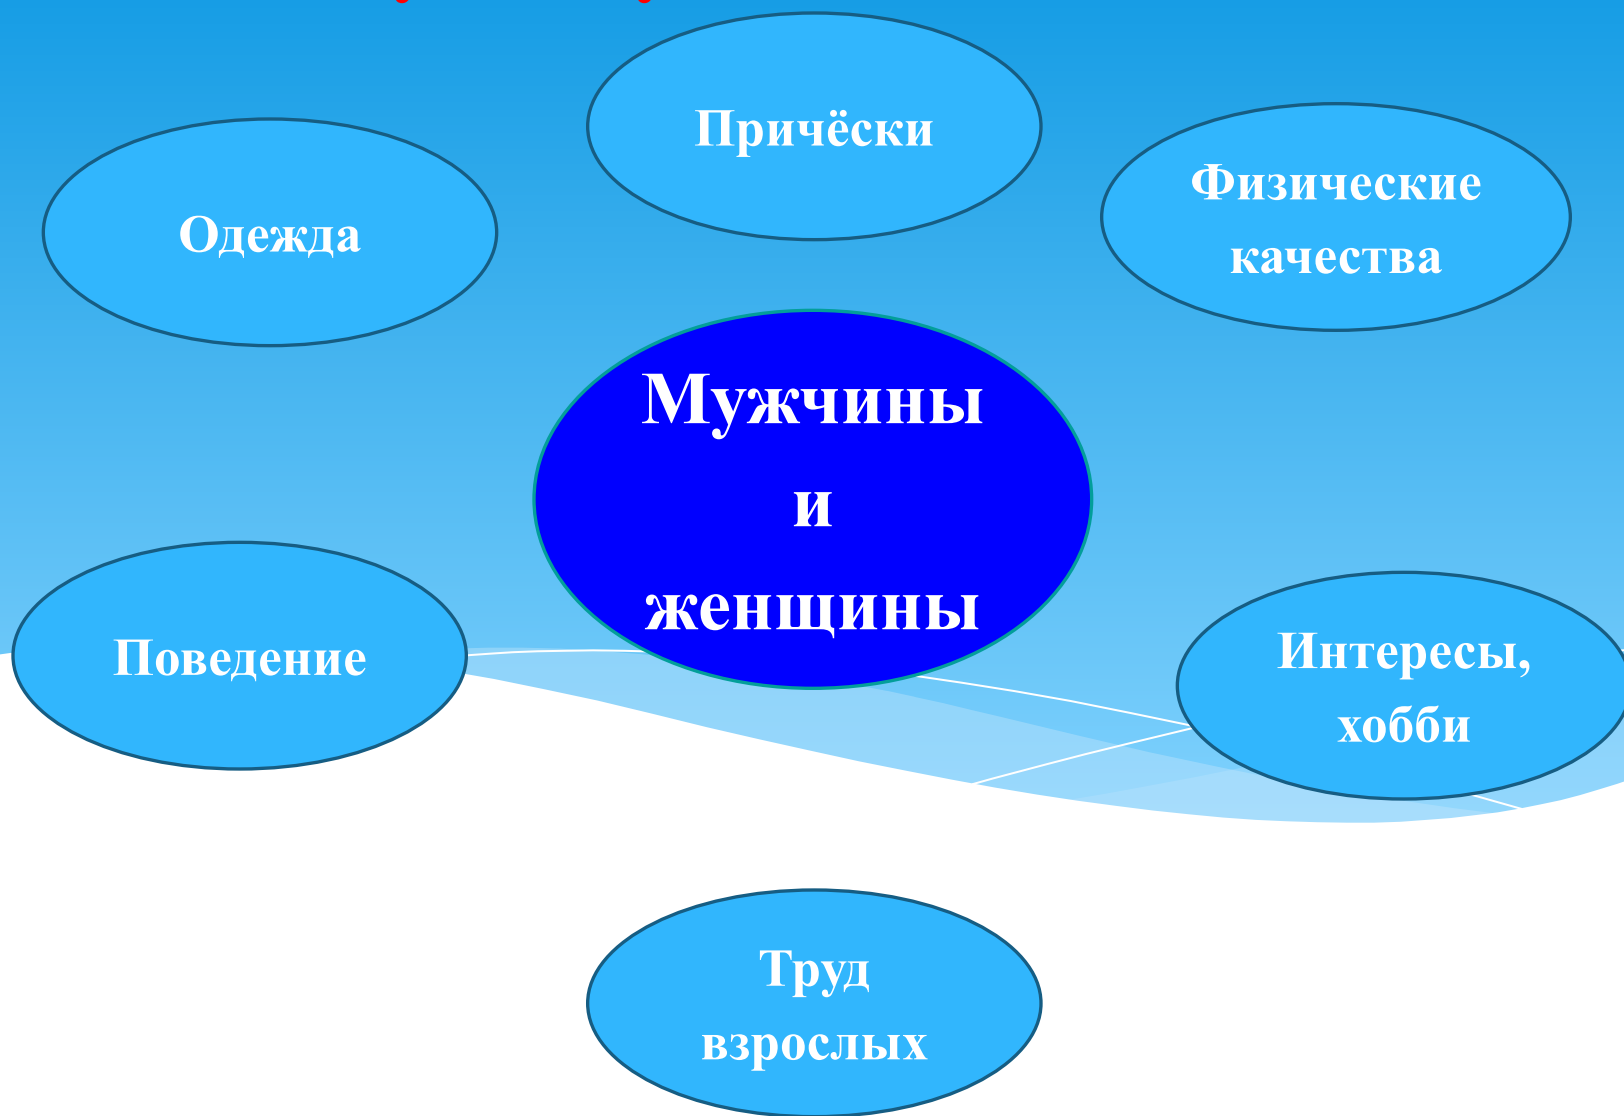 Причёски
Одежда
Физические
качества
Мужчины
и
женщины
Поведение
Интересы,
хобби
Труд
взрослых